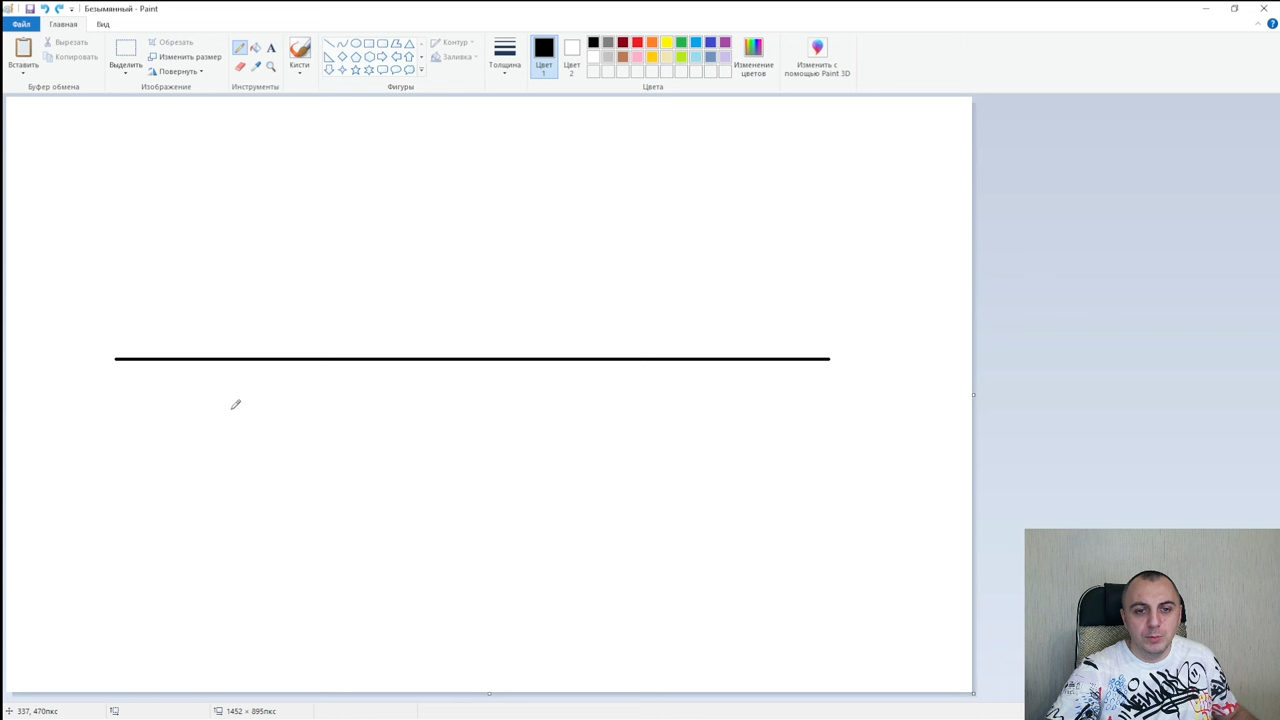 Безымянный - Paint
Файл
Главная
Вид
Вставить
Вырезать
Копировать
Буфер обмена
Выделить
Обрезать
Изменить размер
Повернуть
Изображение
A
Инструменты
Кисти
Фигуры
Контур
Заливка
Толщина
Цвет 1
Цвет 2
Изменение цветов
Цвета
Изменить с помощью Paint 3D
337, 470пкс
1452 × 895пкс